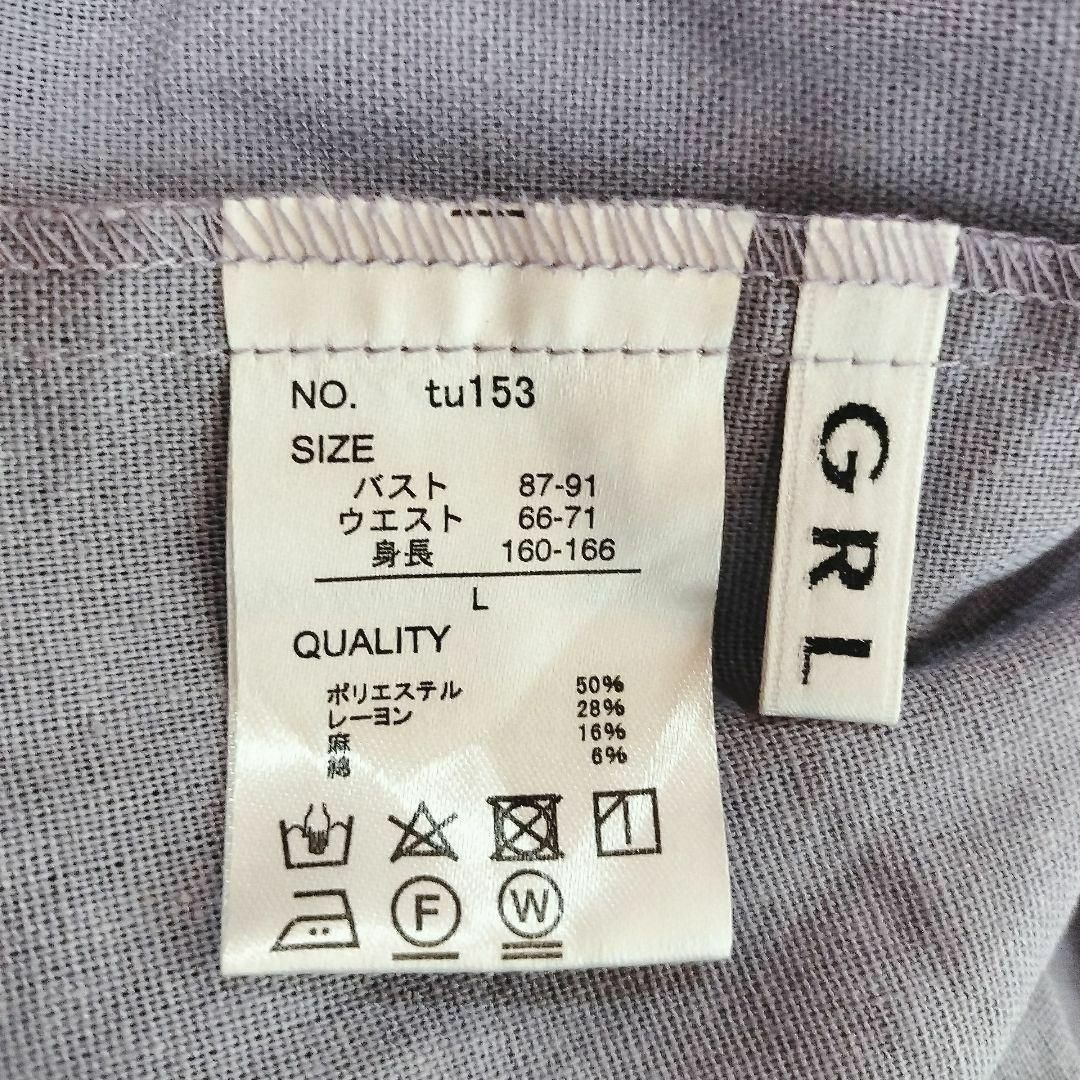 NO. tu153
SIZE
バスト 87-91
ウエスト 66-71
身長 160-166
L
QUALITY
ポリエステル 50%
レーヨン 28%
麻 16%
綿 6%
F W
GRL